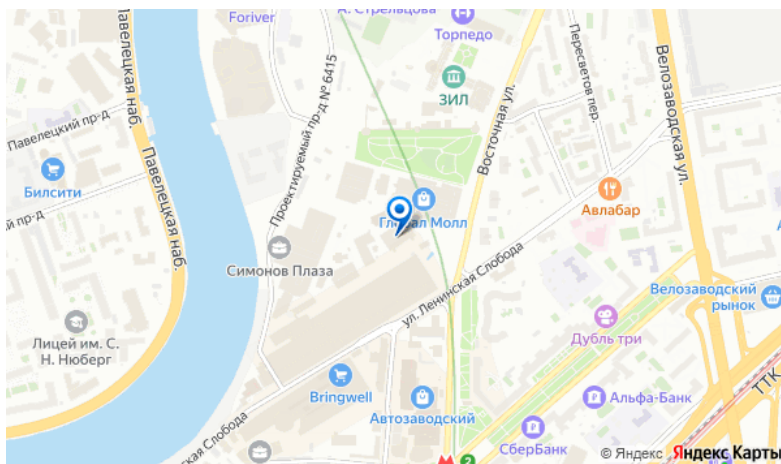 Foriver
А. Стрельцова
Торпедо
ЗИЛ
Павелецкая наб.
Павелецкий пр-д
Проектируемый пр-д № 6415
Восточная ул.
Пересветов пер.
Велозаводская ул.
Билсити
Павелецкая наб.
й пр-д
Глобал Молл
Авлабар
Симонов Плаза
ул. Ленинская Слобода
Велозаводский
рынок
Лицей им. С.
Н. Нюберг
Дубль три
Bringwell
Автозаводский
Альфа-Банк
ТТК
СберБанк
ская Слобода
2
© Яндекс Яндекс Карты